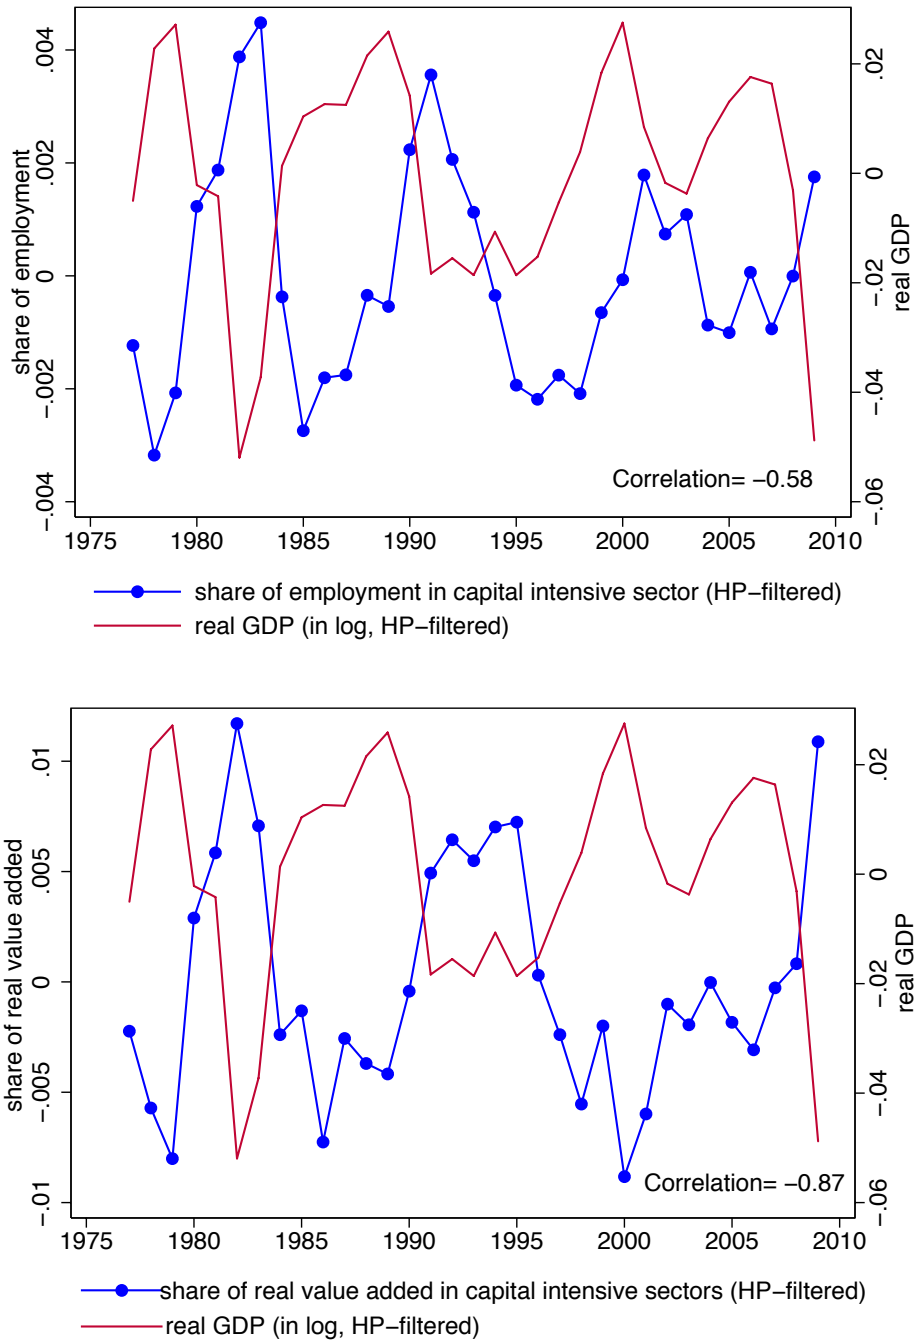 .004
.002
0
−.002
−.004
share of employment
.02
0
−.02
−.04
−.06
real GDP
Correlation= −0.58
1975 1980 1985 1990 1995 2000 2005 2010
share of employment in capital intensive sector (HP−filtered)
real GDP (in log, HP−filtered)
.01
.005
0
−.005
−.01
share of real value added
.02
0
−.02
−.04
−.06
real GDP
Correlation= −0.87
1975 1980 1985 1990 1995 2000 2005 2010
share of real value added in capital intensive sectors (HP−filtered)
real GDP (in log, HP−filtered)